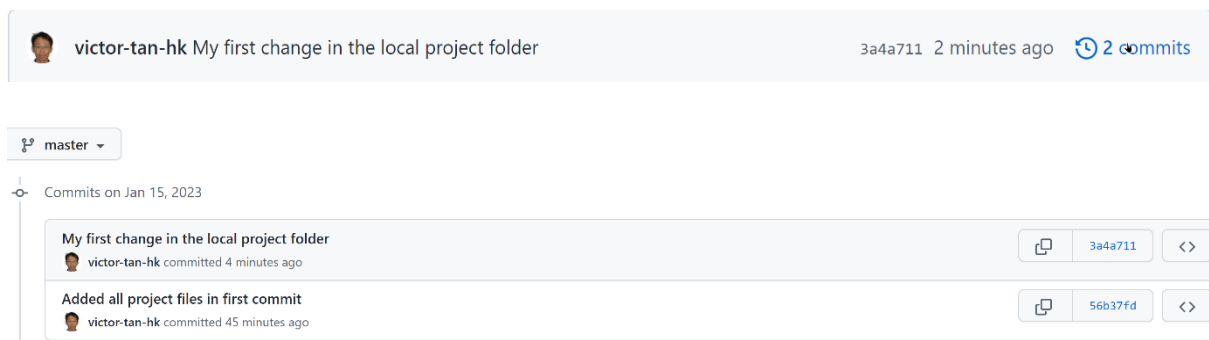 victor-tan-hk My first change in the local project folder 3a4a711 2 minutes ago 2 commits
master
Commits on Jan 15, 2023
My first change in the local project folder 3a4a711
victor-tan-hk committed 4 minutes ago
Added all project files in first commit 56b37fd
victor-tan-hk committed 45 minutes ago